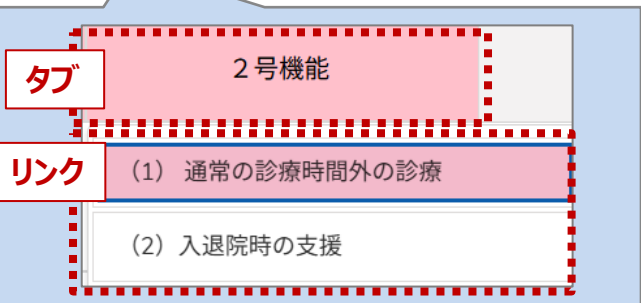 タブ
２号機能
リンク
（1） 通常の診療時間外の診療
（2）入退院時の支援